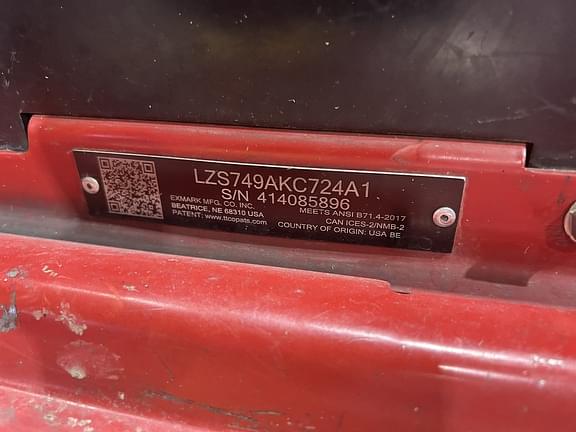 LZS749AKC724A1
S/N 414085896
EXMARK MFG. CO. INC.
BEATRICE, NE 68310 USA
PATENT: www.ttcopats.com
MEETS ANSI B71.4-2017
CAN ICES-2/NMB-2
COUNTRY OF ORIGIN: USA BE